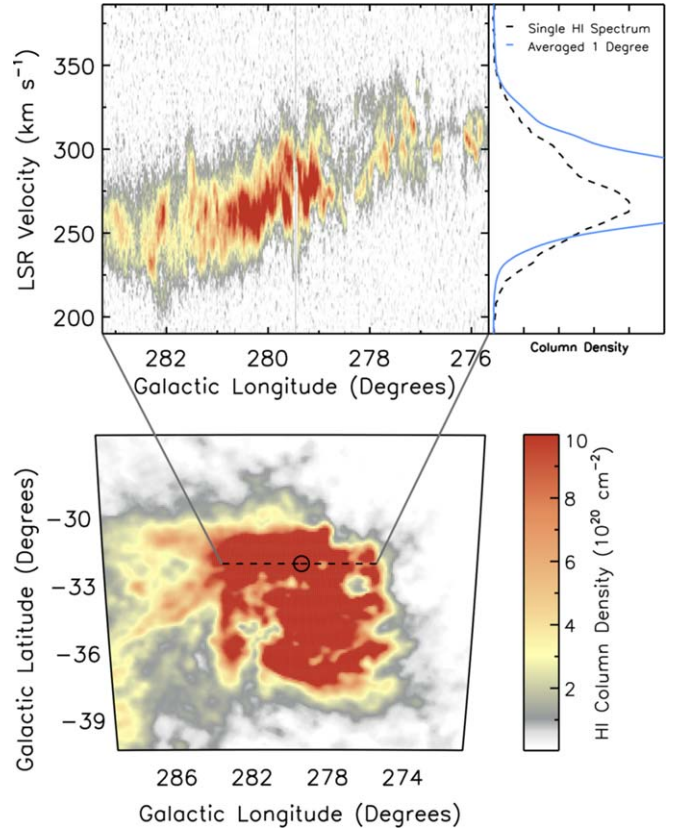 350
300
250
200
LSR Velocity (km s⁻¹)
282 280 278 276
Galactic Longitude (Degrees)
Single HI Spectrum
Averaged 1 Degree
Column Density
-30
-33
-36
-39
Galactic Latitude (Degrees)
286 282 278 274
Galactic Longitude (Degrees)
10
8
6
4
2
HI Column Density (10²⁰ cm⁻²)